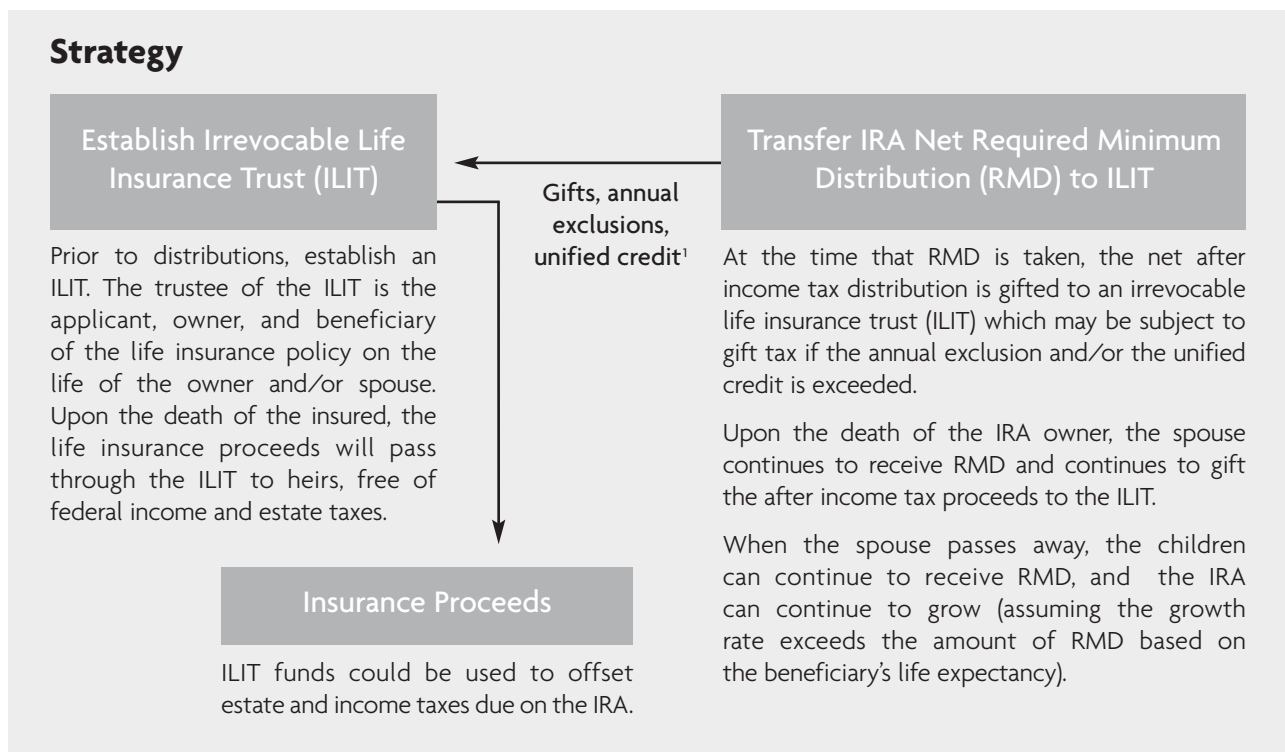 Strategy
Establish Irrevocable Life
Insurance Trust (ILIT)
Prior to distributions, establish an
ILIT. The trustee of the ILIT is the
applicant, owner, and beneficiary
of the life insurance policy on the
life of the owner and/or spouse.
Upon the death of the insured, the
life insurance proceeds will pass
through the ILIT to heirs, free of
federal income and estate taxes.
Gifts, annual
exclusions,
unified credit¹
Transfer IRA Net Required Minimum
Distribution (RMD) to ILIT
At the time that RMD is taken, the net after
income tax distribution is gifted to an irrevocable
life insurance trust (ILIT) which may be subject to
gift tax if the annual exclusion and/or the unified
credit is exceeded.
Upon the death of the IRA owner, the spouse
continues to receive RMD and continues to gift
the after income tax proceeds to the ILIT.
When the spouse passes away, the children
can continue to receive RMD, and the IRA
can continue to grow (assuming the growth
rate exceeds the amount of RMD based on
the beneficiary's life expectancy).
Insurance Proceeds
ILIT funds could be used to offset
estate and income taxes due on the IRA.